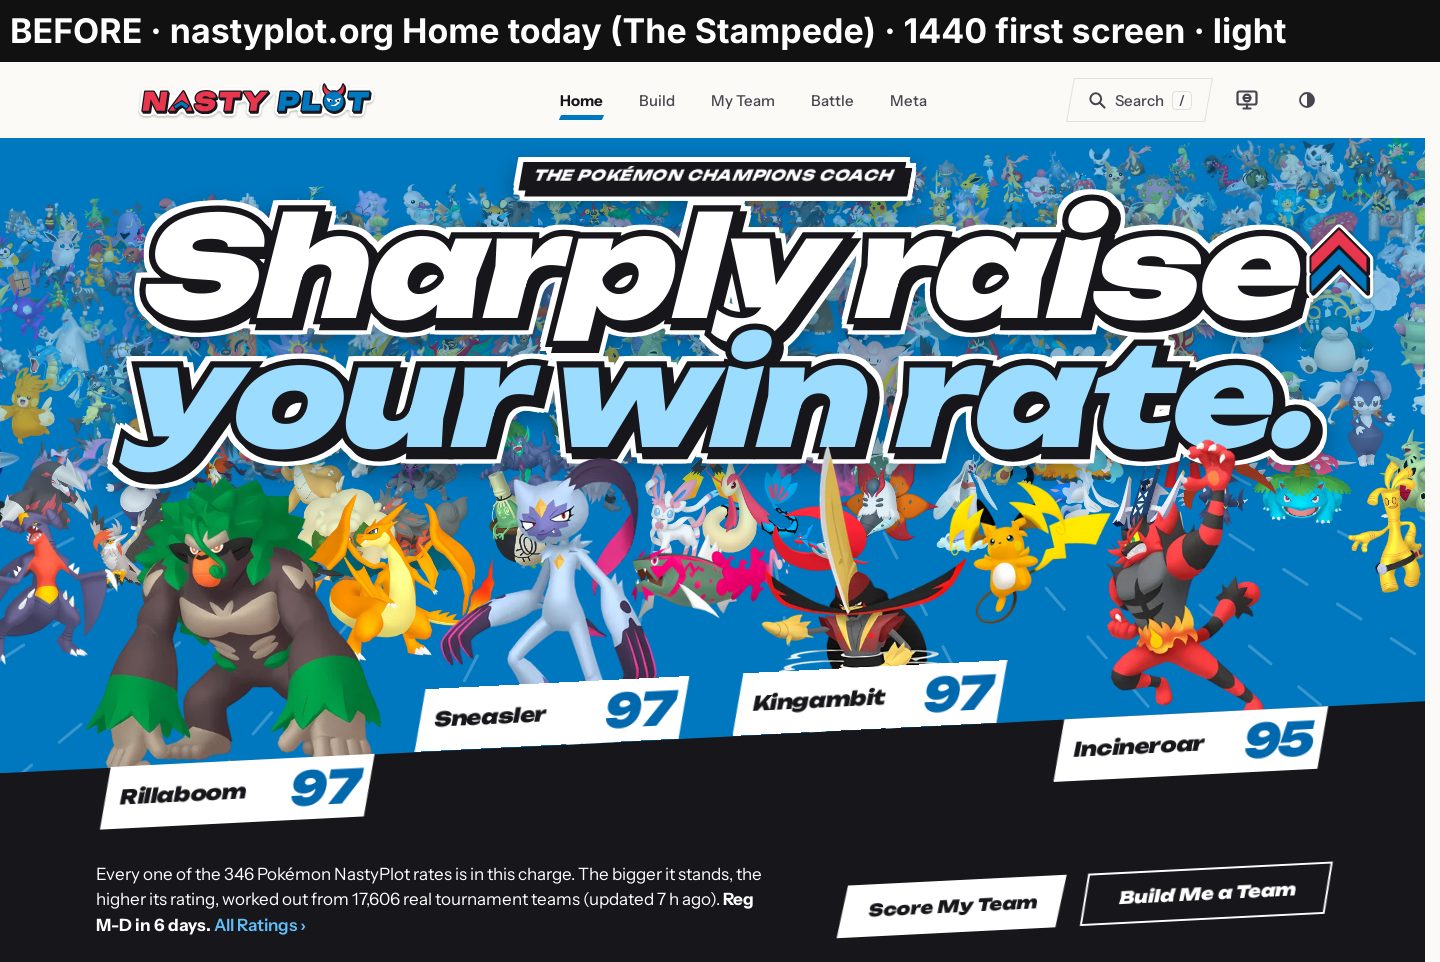 BEFORE · nastyplot.org Home today (The Stampede) · 1440 first screen · light
NASTY PLOT
Home
Build
My Team
Battle
Meta
Search /
THE POKÉMON CHAMPIONS COACH
Sharply raise
your win rate.
Sneasler 97
Kingambit 97
Incineroar 95
Rillaboom 97
Every one of the 346 Pokémon NastyPlot rates is in this charge. The bigger it stands, the
higher its rating, worked out from 17,606 real tournament teams (updated 7 h ago). Reg
M-D in 6 days. All Ratings ›
Score My Team
Build Me a Team